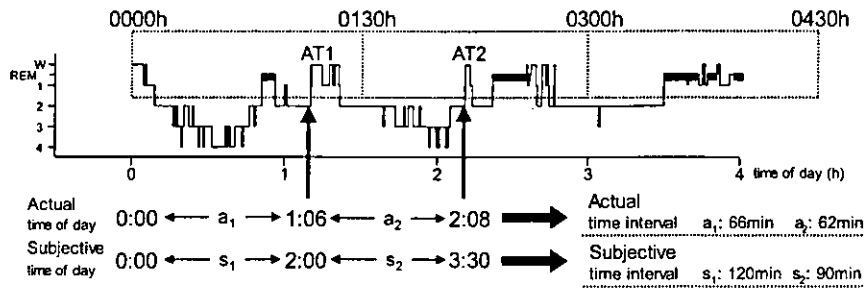 0000h 0130h 0300h 0430h
AT1 AT2
W
REM
1
2
3
4
0 1 2 3 4 time of day (h)
Actual
time of day 0:00 a₁ 1:06 a₂ 2:08
Actual
time interval a₁: 66min a₂: 62min
Subjective
time of day 0:00 s₁ 2:00 s₂ 3:30
Subjective
time interval s₁: 120min s₂: 90min